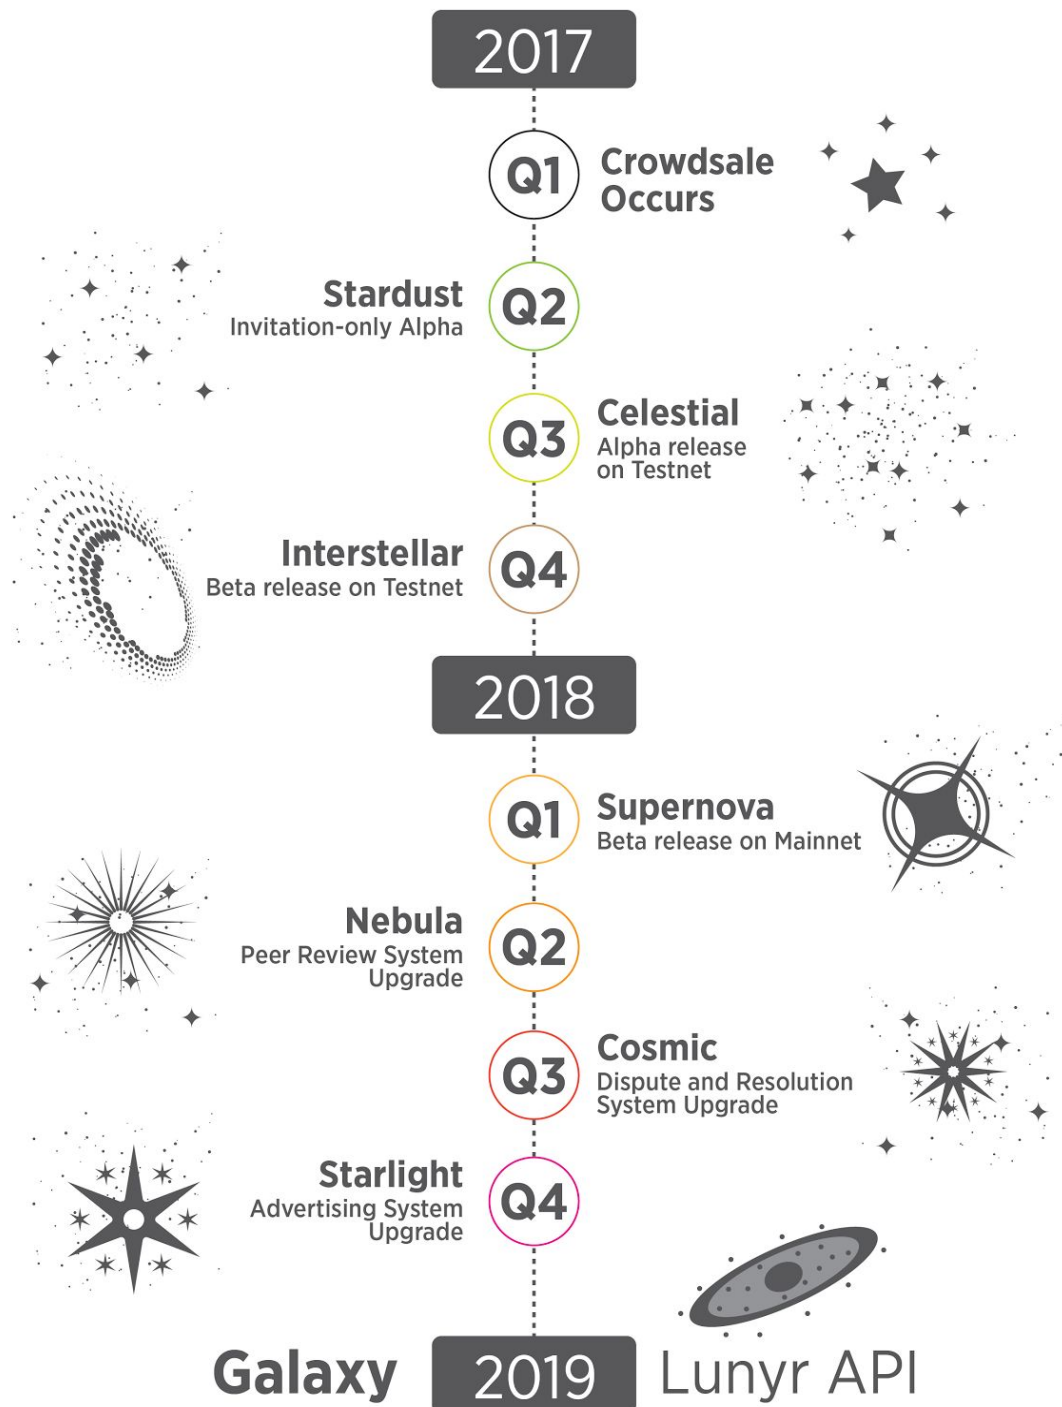 2017
Q1
Crowdsale
Occurs
Stardust
Invitation-only Alpha
Q2
Q3
Celestial
Alpha release
on Testnet
Interstellar
Beta release on Testnet
Q4
2018
Q1
Supernova
Beta release on Mainnet
Nebula
Peer Review System
Upgrade
Q2
Q3
Cosmic
Dispute and Resolution
System Upgrade
Starlight
Advertising System
Upgrade
Q4
Galaxy
2019
Lunyr API